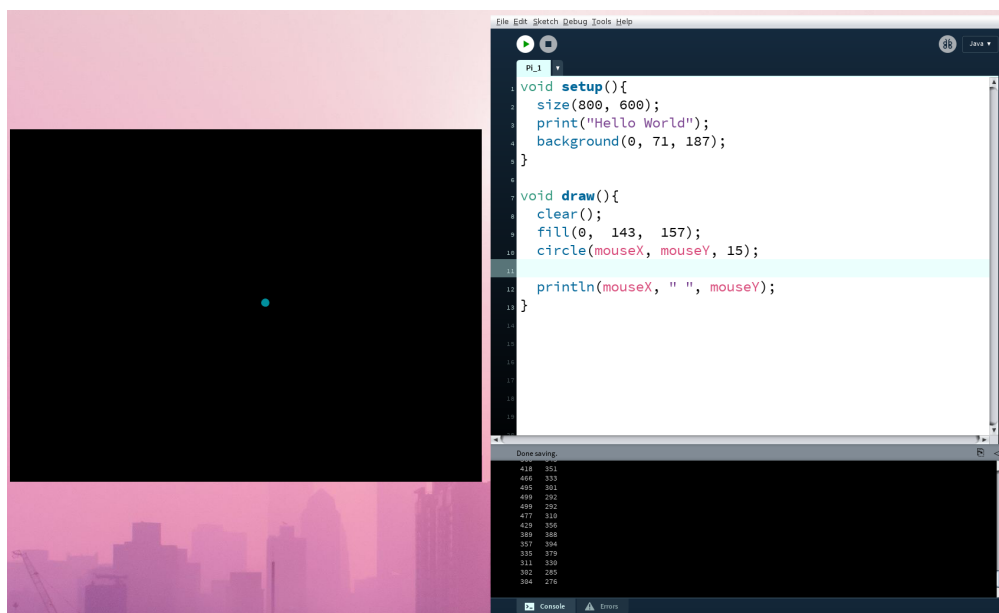 File Edit Sketch Debug Tools Help
Java ▾
Pi_1 ▾
1 void setup(){
2 size(800, 600);
3 print("Hello World");
4 background(0, 71, 187);
5 }
6
7 void draw(){
8 clear();
9 fill(0,  143,  157);
10 circle(mouseX, mouseY, 15);
11
12 println(mouseX, " ", mouseY);
13 }
14
15
16
17
18
19
Done saving.
418 351
466 333
495 301
499 292
499 292
477 310
429 356
389 388
357 394
335 379
311 330
302 285
304 276
Console Errors